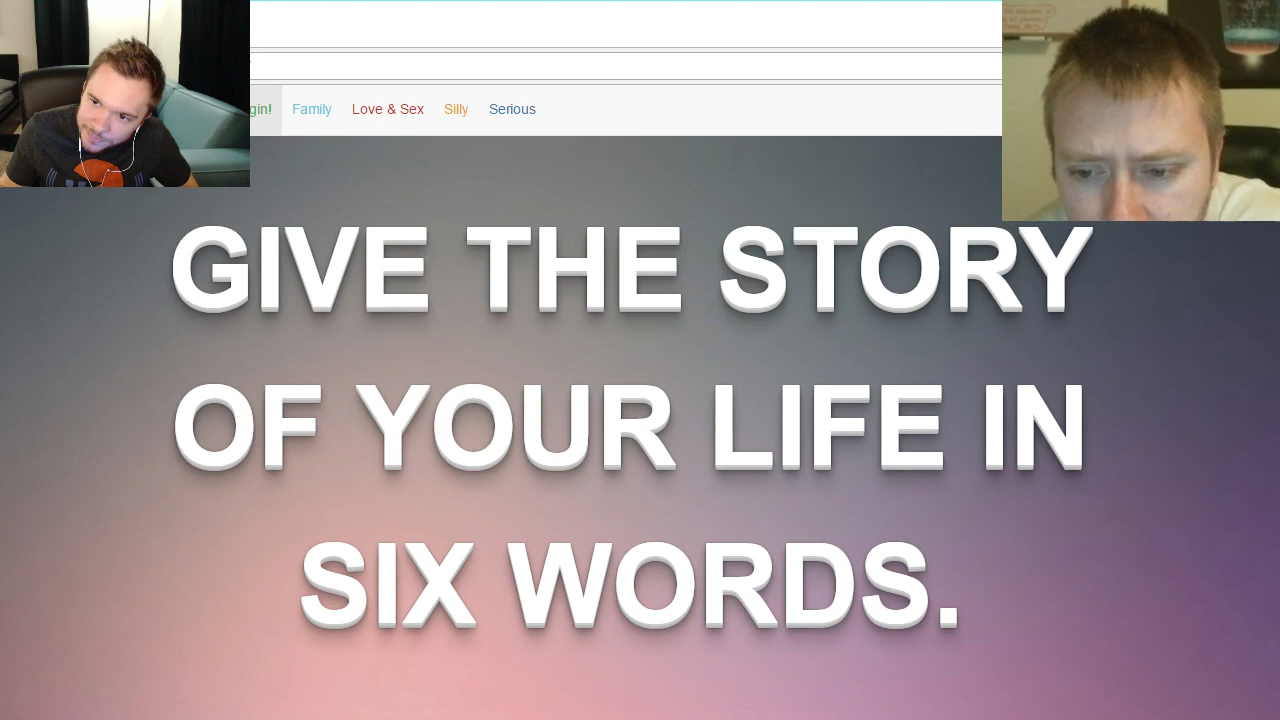 gin! Family Love & Sex Silly Serious
GIVE THE STORY
OF YOUR LIFE IN
SIX WORDS.